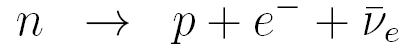 n → p + e⁻ + ν̄ₑ